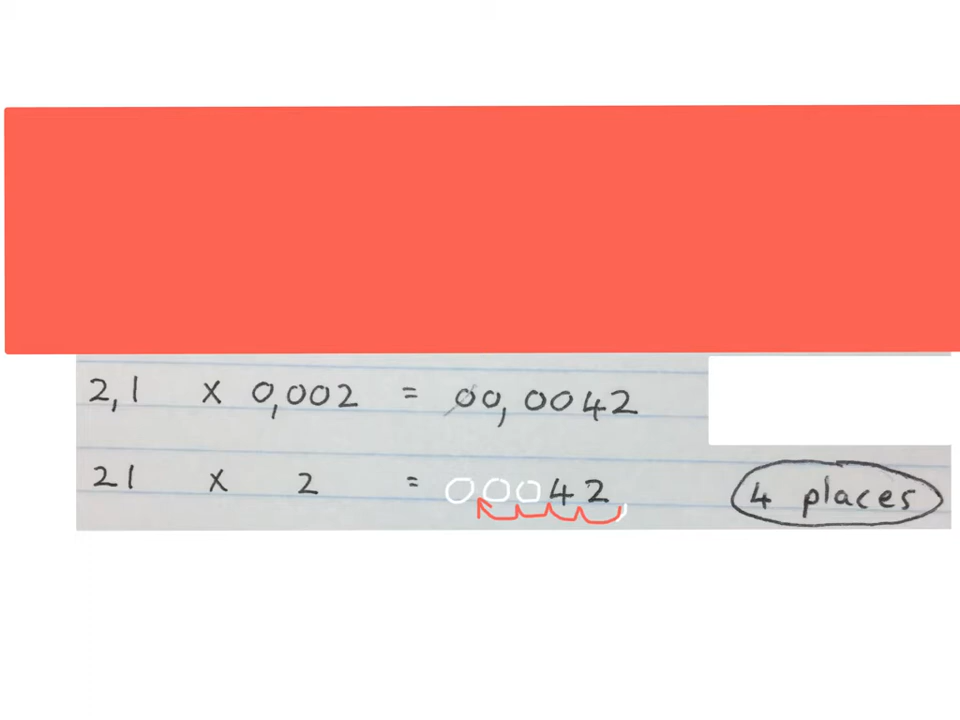 2,1 x 0,002 = 00,0042
21 x 2 = 00042, 4 places